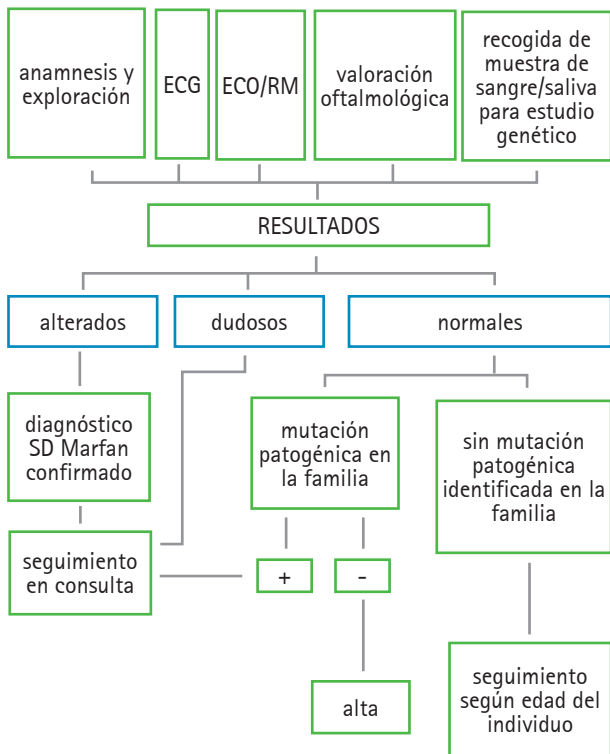 anamnesis y
exploración
ECG
ECO/RM
valoración
oftalmológica
recogida de
muestra de
sangre/saliva
para estudio
genético
RESULTADOS
alterados
dudosos
normales
diagnóstico
SD Marfan
confirmado
mutación
patogénica en
la familia
sin mutación
patogénica
identificada en la
familia
seguimiento
en consulta
+
-
alta
seguimiento
según edad del
individuo